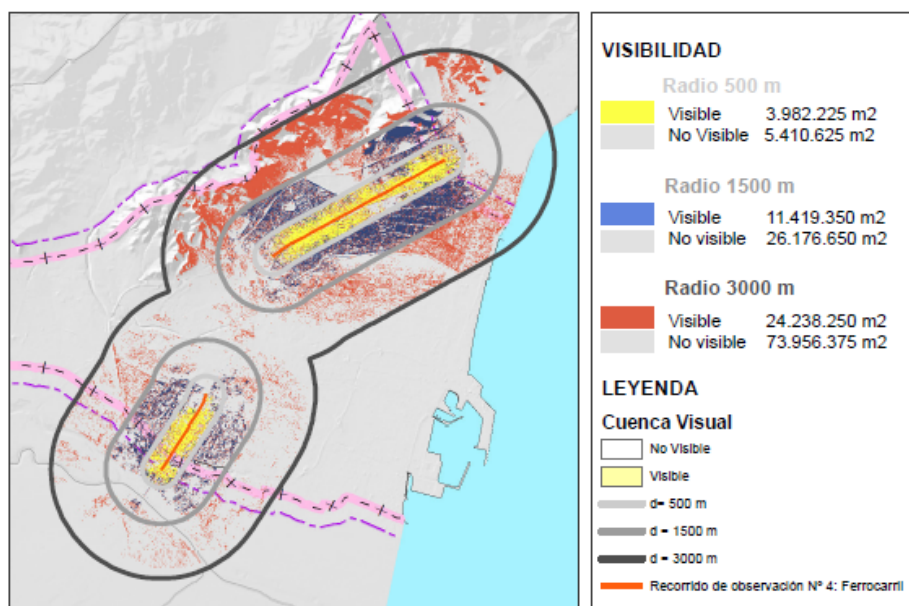 VISIBILIDAD
Radio 500 m
Visible 3.982.225 m2
No Visible 5.410.625 m2
Radio 1500 m
Visible 11.419.350 m2
No visible 26.176.650 m2
Radio 3000 m
Visible 24.238.250 m2
No visible 73.956.375 m2
LEYENDA
Cuenca Visual
No Visible
Visible
d= 500 m
d = 1500 m
d = 3000 m
Recorrido de observación Nº 4: Ferrocarril